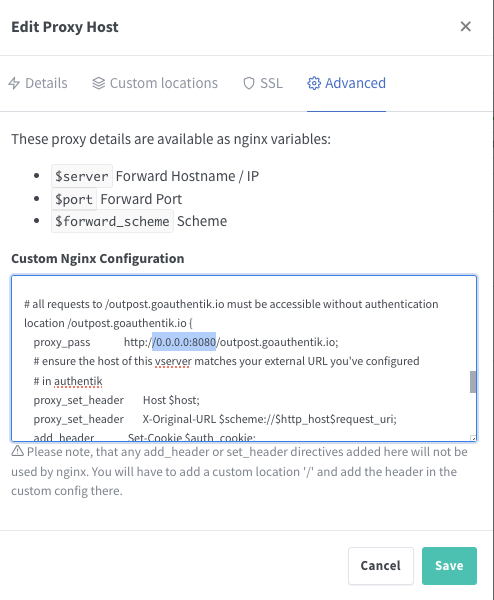 Edit Proxy Host
Details
Custom locations
SSL
Advanced
These proxy details are available as nginx variables:
$server Forward Hostname / IP
$port Forward Port
$forward_scheme Scheme
Custom Nginx Configuration
# all requests to /outpost.goauthentik.io must be accessible without authentication
location /outpost.goauthentik.io {
proxy_pass http://0.0.0.0:8080/outpost.goauthentik.io;
# ensure the host of this vserver matches your external URL you've configured
# in authentik
proxy_set_header Host $host;
proxy_set_header X-Original-URL $scheme://$http_host$request_uri;
add_header Set-Cookie $auth_cookie;
Please note, that any add_header or set_header directives added here will not be
used by nginx. You will have to add a custom location '/' and add the header in the
custom config there.
Cancel
Save